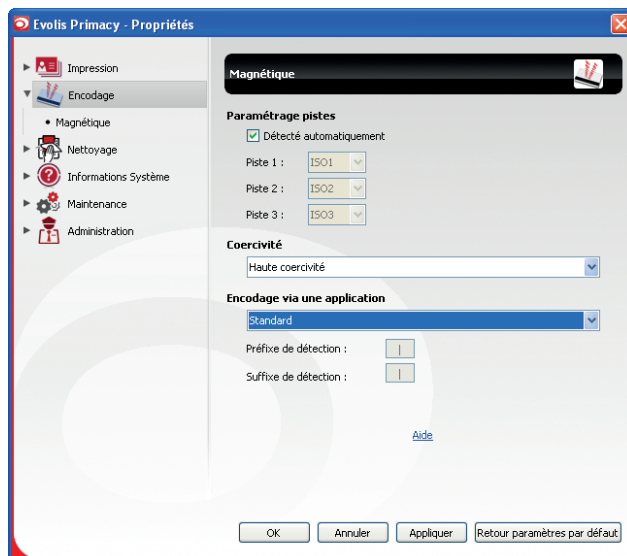 Evolis Primacy - Propriétés
Impression
Encodage
Magnétique
Nettoyage
Informations Système
Maintenance
Administration
Magnétique
Paramétrage pistes
Détecté automatiquement
Piste 1 : ISO1
Piste 2 : ISO2
Piste 3 : ISO3
Coercivité
Haute coercivité
Encodage via une application
Standard
Préfixe de détection : |
Suffixe de détection : |
Aide
OK Annuler Appliquer Retour paramètres par défaut